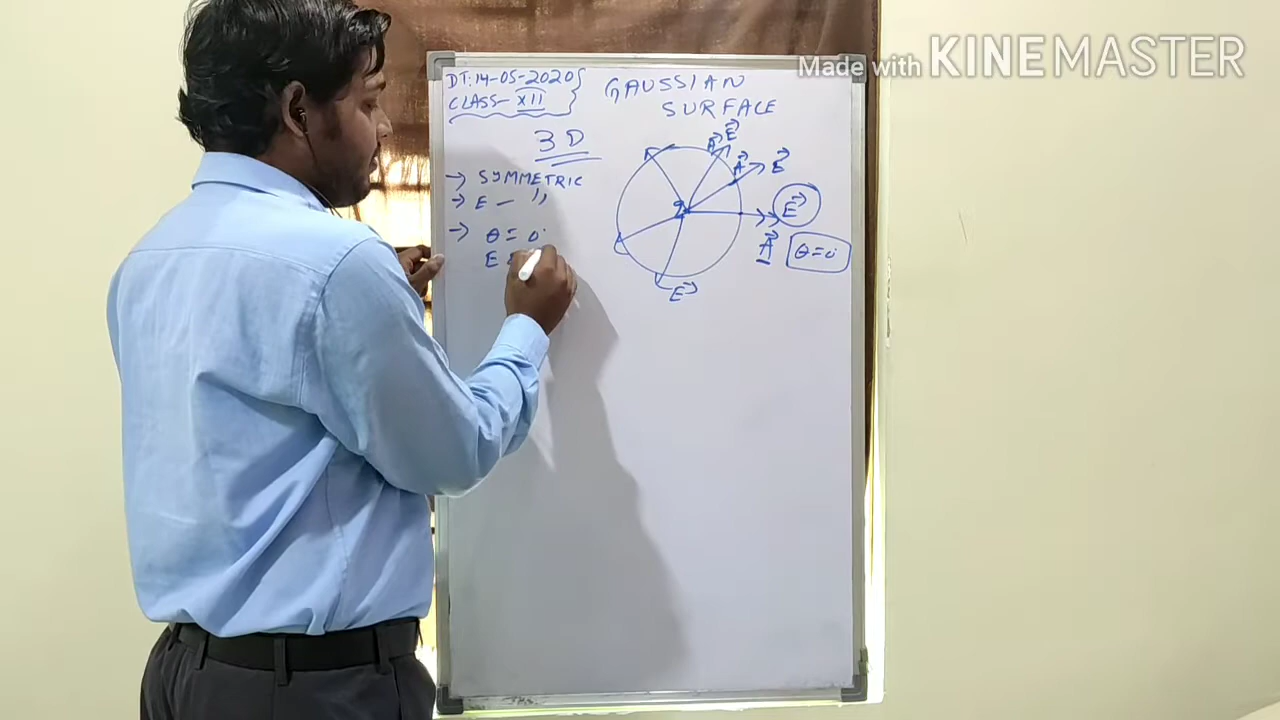 Made with KINEMASTER
DT:14-05-2020
CLASS-XII
GAUSSIAN
SURFACE
3D
→ SYMMETRIC
→ E - ''
→ θ = 0°
E
A E
A E
E
A θ=0°
q
E